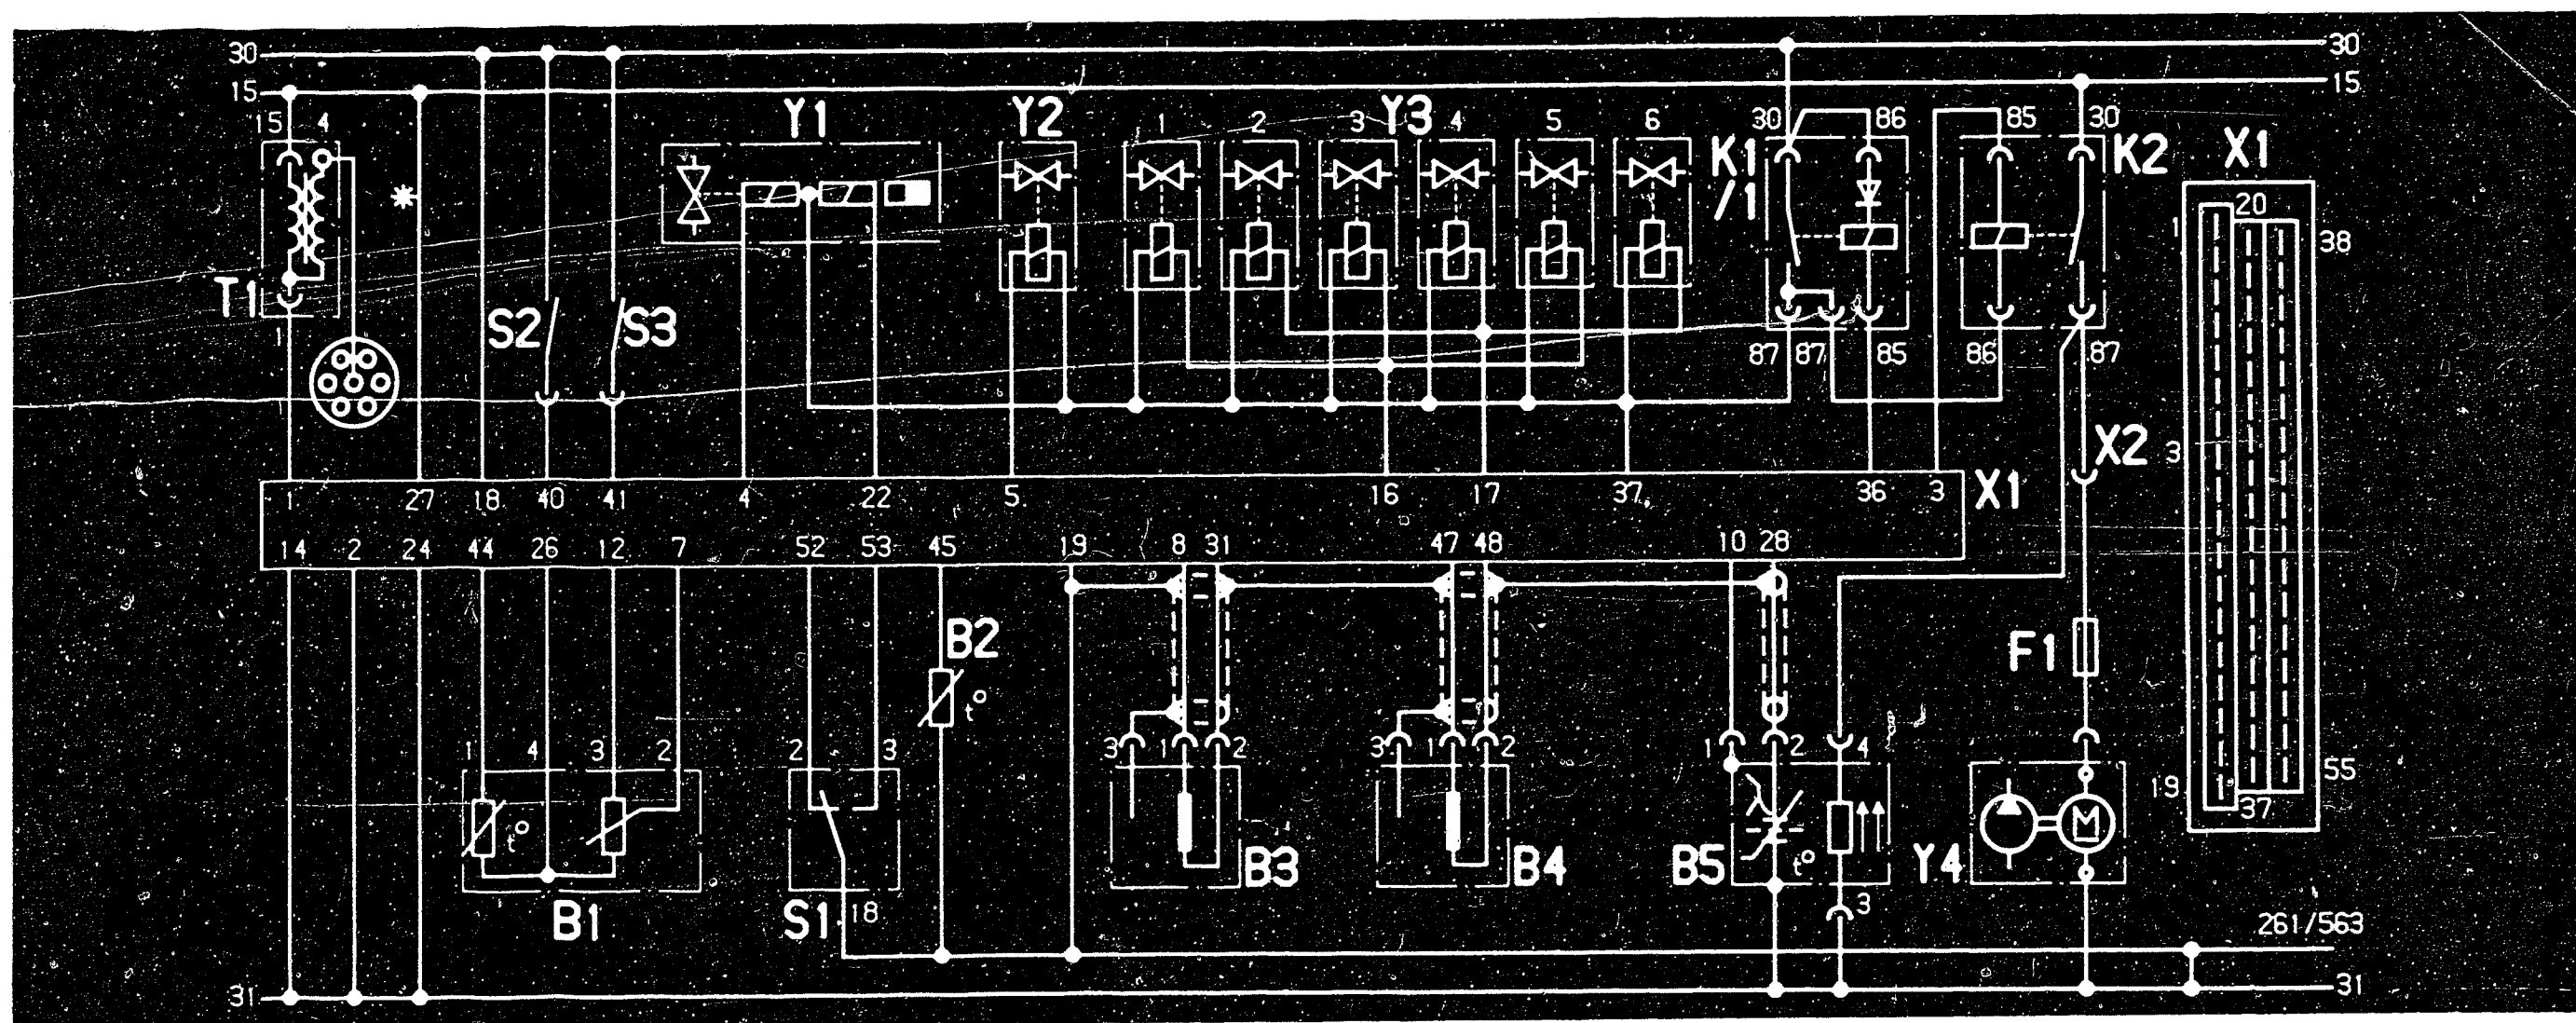 30 30
15 15
15 4 Y1 Y2 1 2 3 Y3 4 5 6 30 86 85 30
K1 /1 K2 X1
20
1 38
*
T1 S2 S3
1 87 87 85 86 87
3 X2
1 27 18 40 41 4 22 5 16 17 37 36 3 X1
14 2 24 44 26 12 7 52 53 45 19 8 31 47 48 10 28
B2 t° F1
1 4 3 2 2 3 3 1 2 3 1 2 1 2 4
19 37 55
t° t° M
B3 B4 B5 Y4
B1 S1 18 3
261/563
31 31